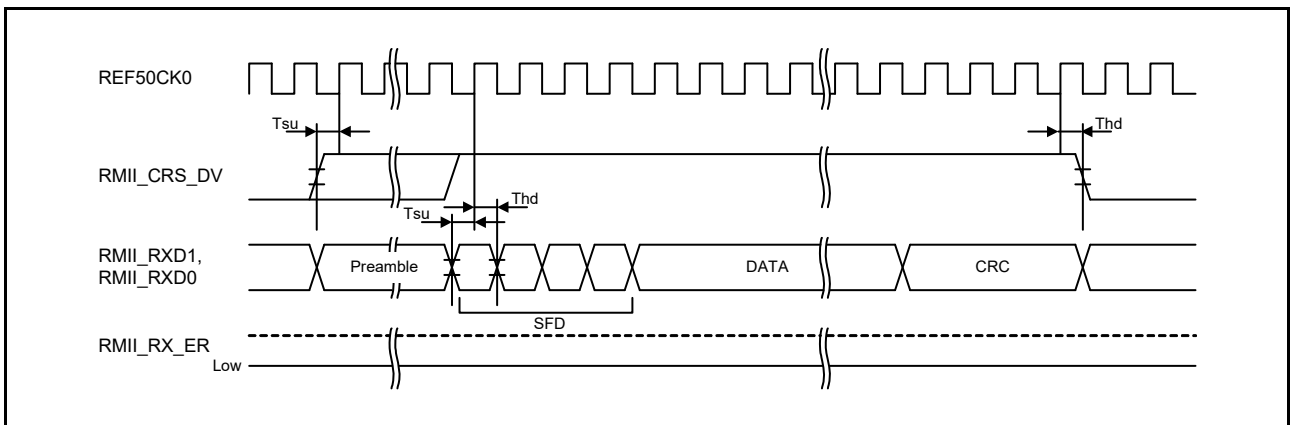 REF50CK0
Tsu
Thd
RMII_CRS_DV
Tsu
Thd
RMII_RXD1,
RMII_RXD0
Preamble
DATA
CRC
SFD
RMII_RX_ER
Low